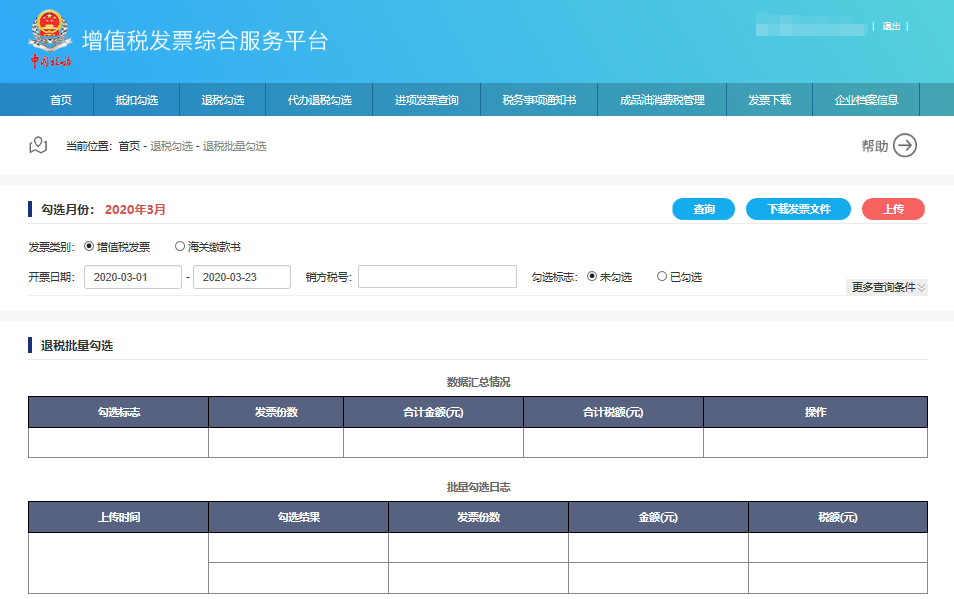 增值税发票综合服务平台
中国税务
| 退出 |
首页 抵扣勾选 退税勾选 代办退税勾选 进项发票查询 税务事项通知书 成品油消费税管理 发票下载 企业档案信息
当前位置: 首页 - 退税勾选 - 退税批量勾选 帮助
勾选月份: 2020年3月 查询 下载发票文件 上传
发票类别: 增值税发票 海关缴款书
开票日期: 2020-03-01 - 2020-03-23 销方税号: 勾选标志: 未勾选 已勾选
更多查询条件
退税批量勾选
数据汇总情况
勾选标志 发票份数 合计金额(元) 合计税额(元) 操作
批量勾选日志
上传时间 勾选结果 发票份数 金额(元) 税额(元)